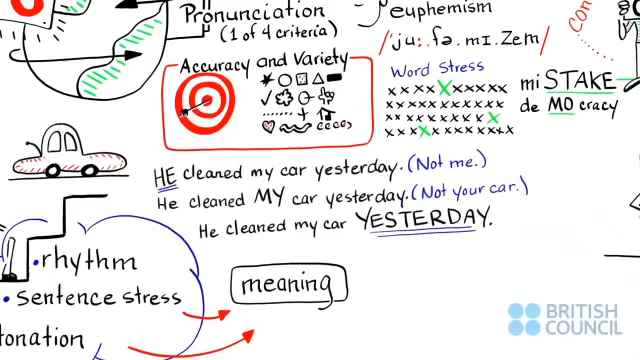 Pronunciation
(1 of 4 criteria)
euphemism
/ˈju:.fə.mɪ.zəm/
Accuracy and Variety
Word Stress
miSTAKE
deMOcracy
HE cleaned my car yesterday. (Not me.)
He cleaned MY car yesterday. (Not your car.)
He cleaned my car YESTERDAY.
• rhythm
• sentence stress
tonation
meaning
BRITISH
COUNCIL